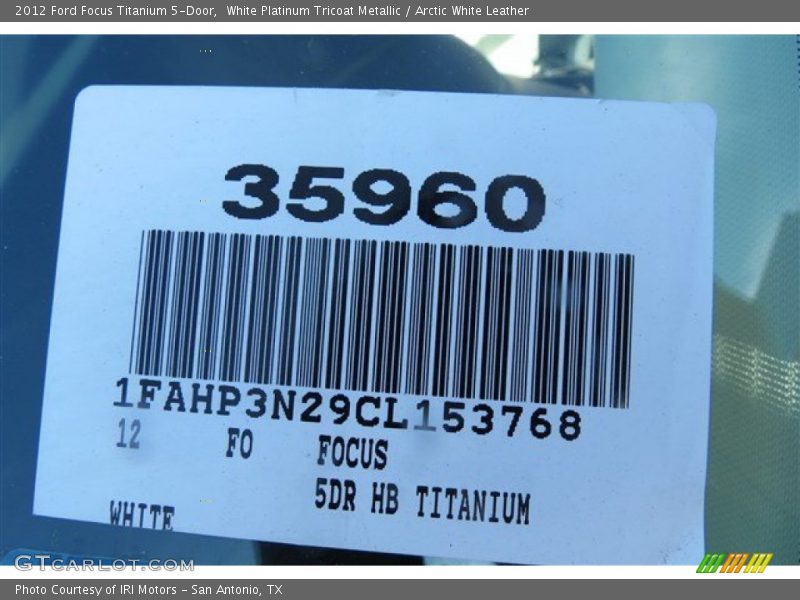 2012 Ford Focus Titanium 5-Door,  White Platinum Tricoat Metallic / Arctic White Leather
35960
1FAHP3N29CL153768
12 FO FOCUS
5DR HB TITANIUM
WHITE
GTCARLOT.COM
Photo Courtesy of IRI Motors – San Antonio, TX